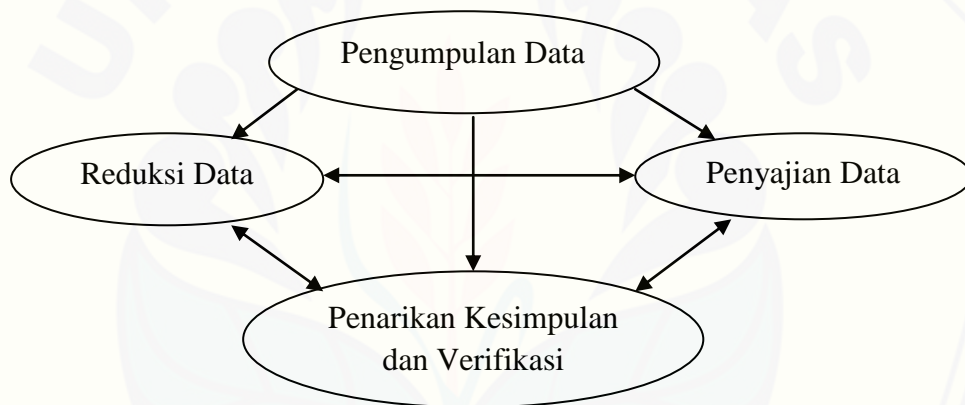 Pengumpulan Data
Reduksi Data
Penyajian Data
Penarikan Kesimpulan
dan Verifikasi